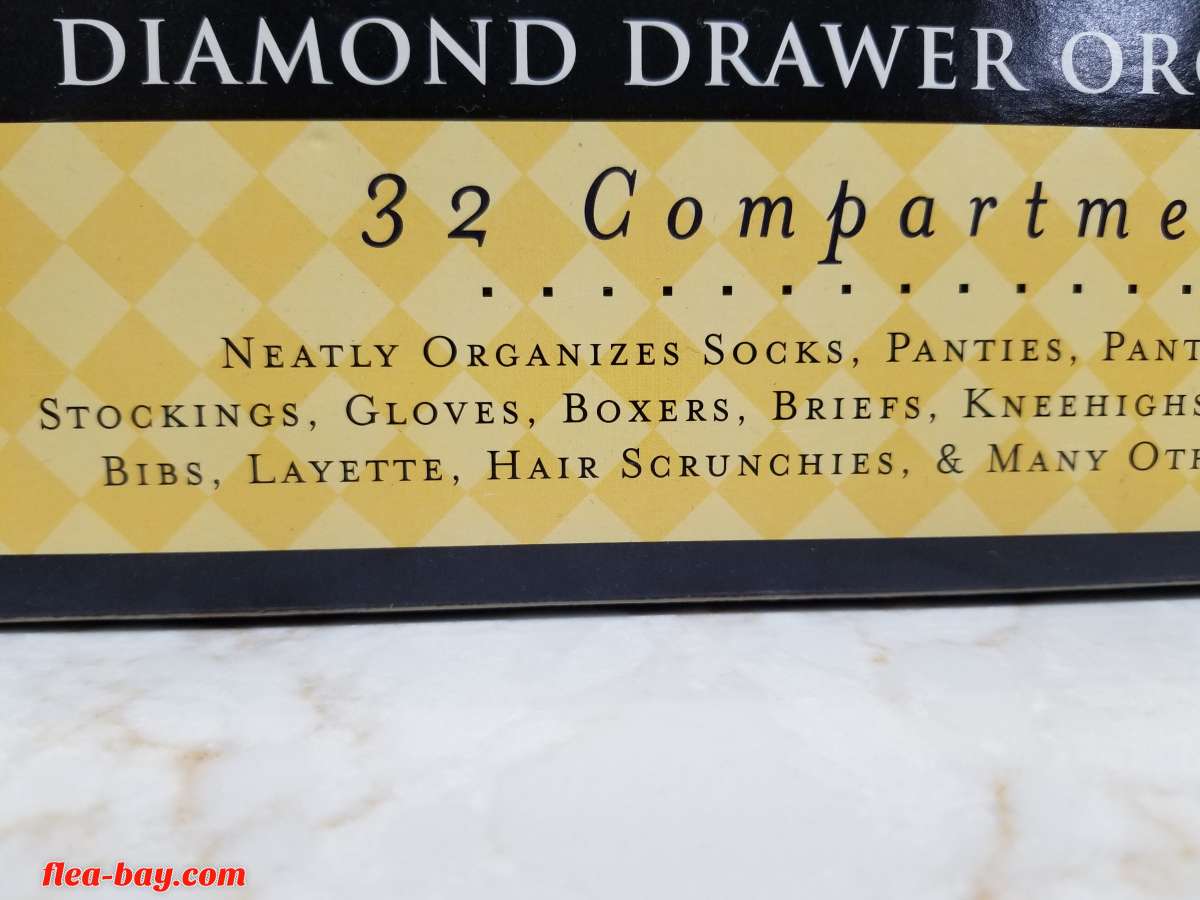 DIAMOND DRAWER OR
32 Compartme
NEATLY ORGANIZES SOCKS, PANTIES, PANT
STOCKINGS, GLOVES, BOXERS, BRIEFS, KNEEHIGHS
BIBS, LAYETTE, HAIR SCRUNCHIES, & MANY OTH
flea-bay.com